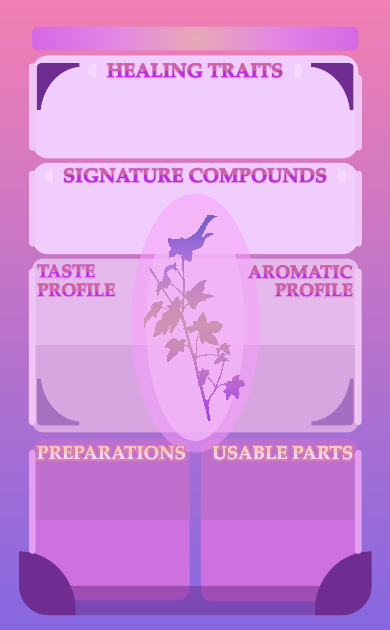 HEALING TRAITS
SIGNATURE COMPOUNDS
TASTE
PROFILE
AROMATIC
PROFILE
PREPARATIONS
USABLE PARTS